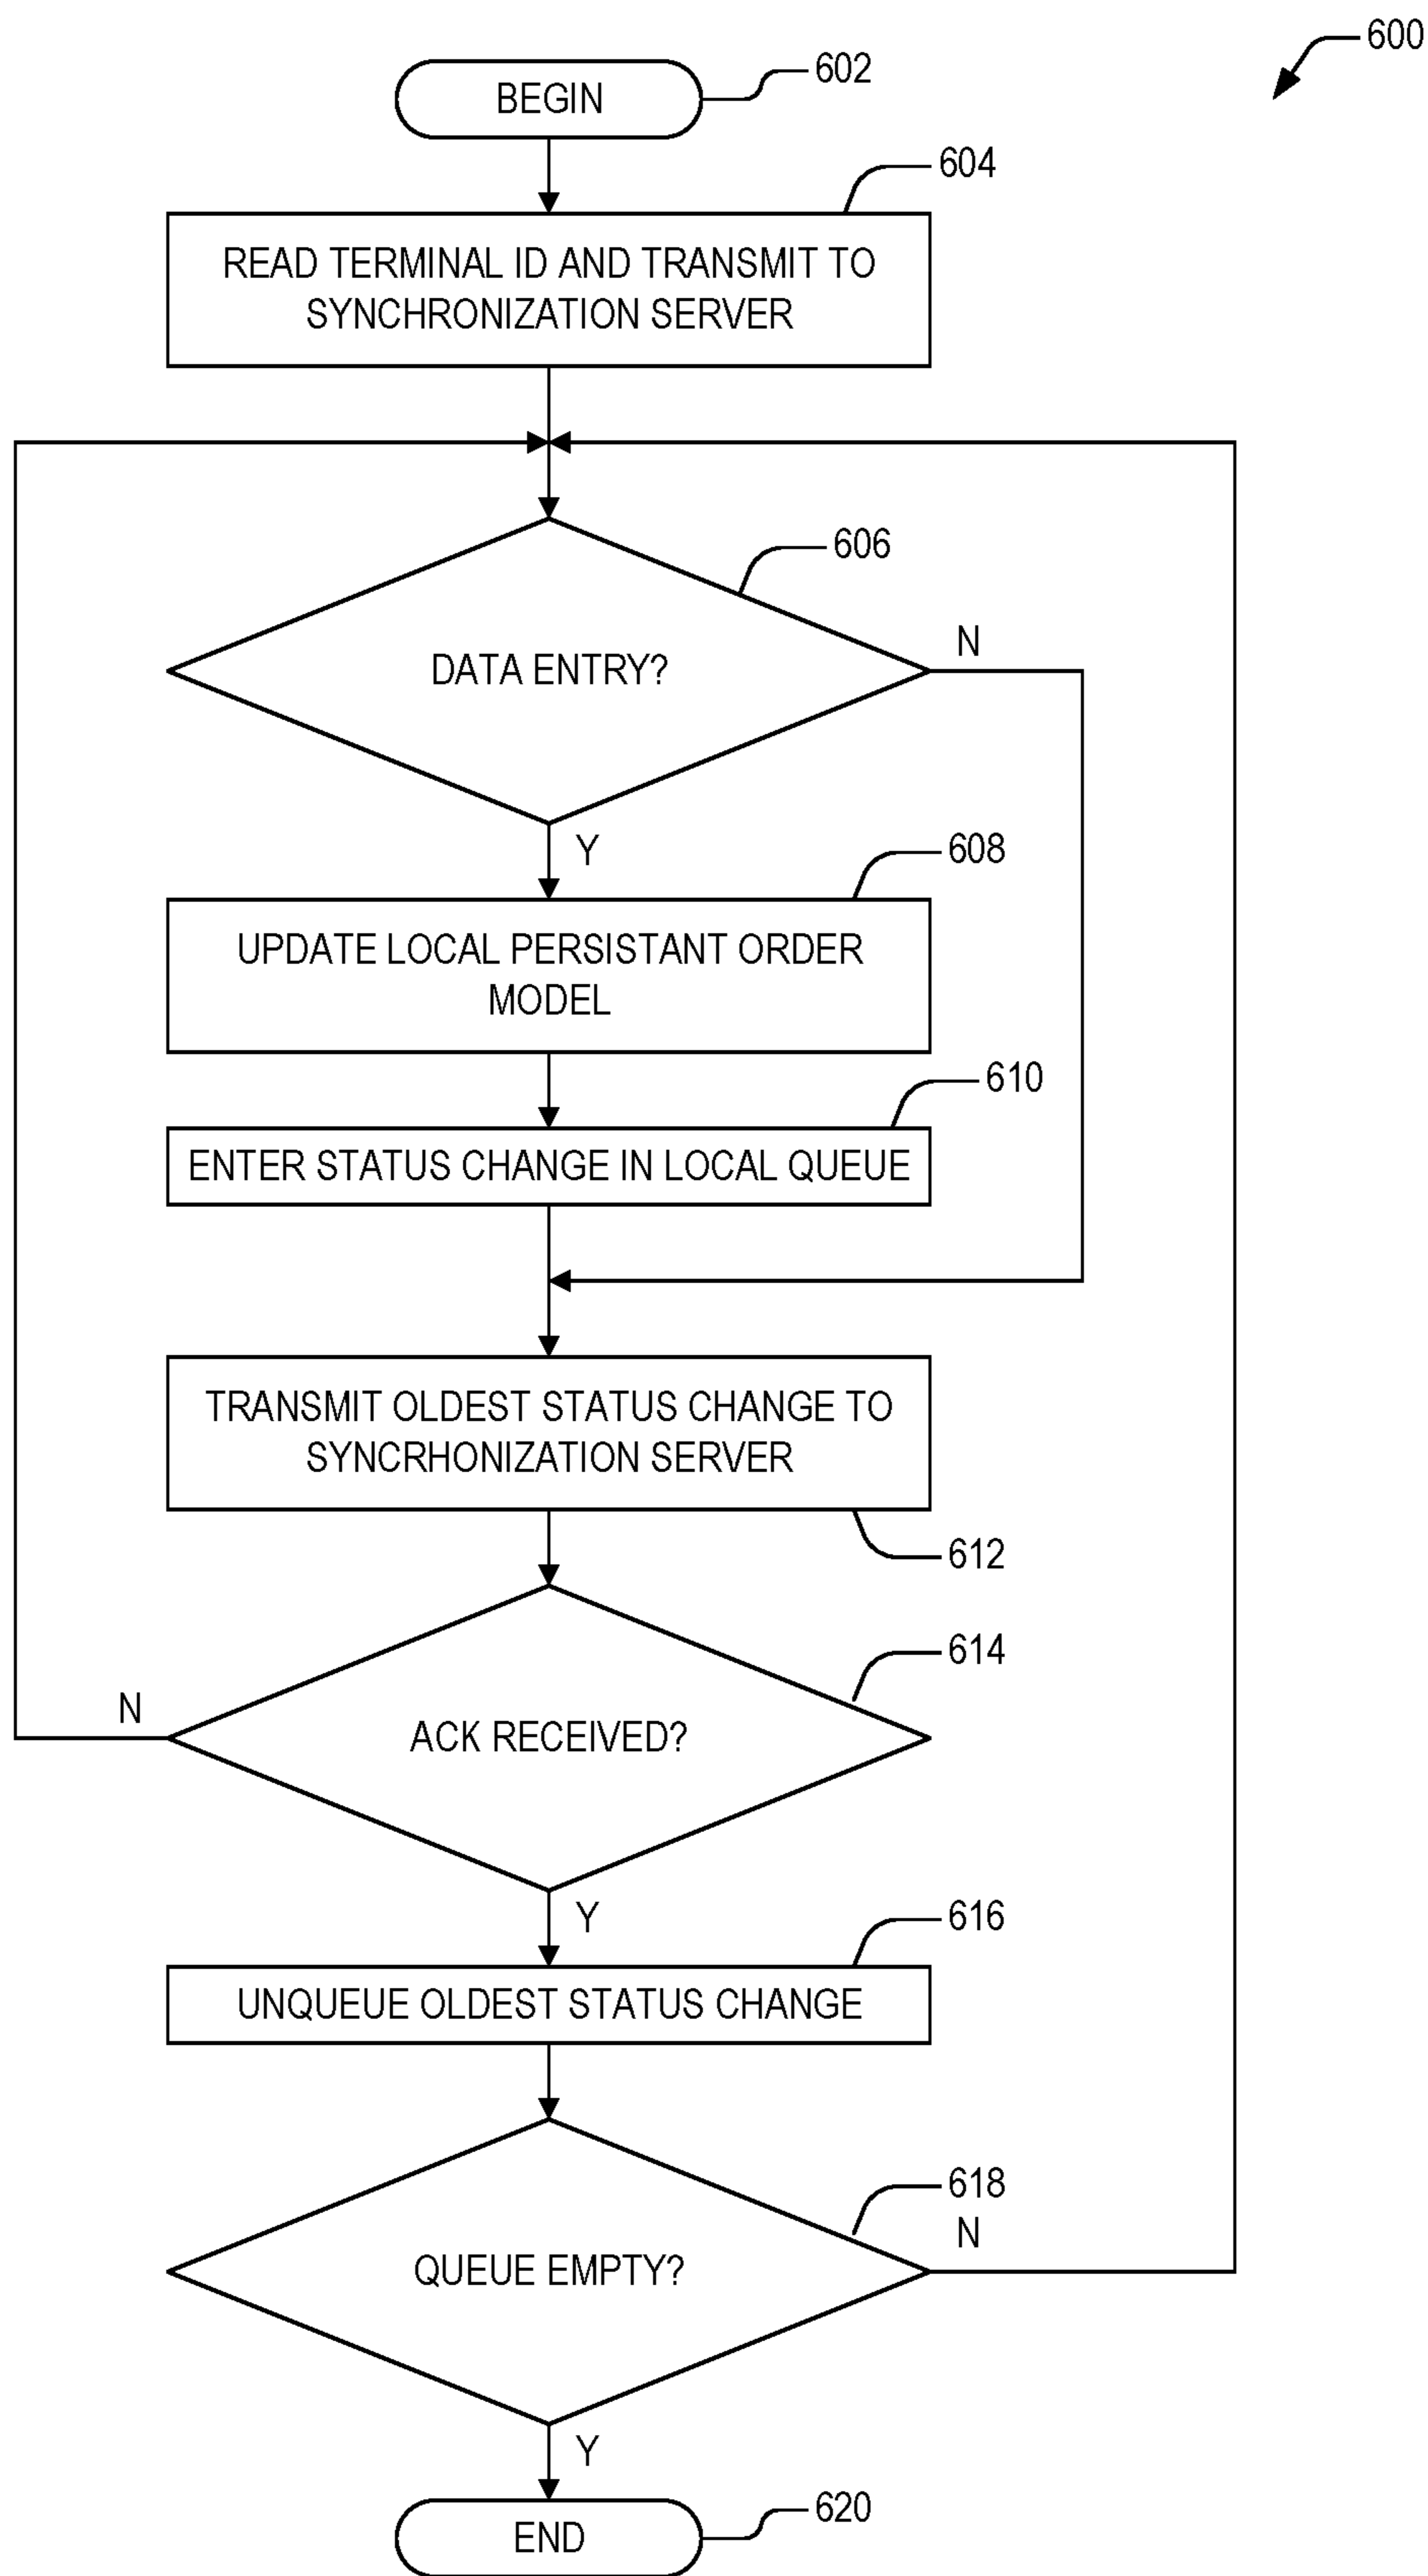 600
BEGIN
602
604
READ TERMINAL ID AND TRANSMIT TO
SYNCHRONIZATION SERVER
606
DATA ENTRY?
N
Y
608
UPDATE LOCAL PERSISTANT ORDER
MODEL
610
ENTER STATUS CHANGE IN LOCAL QUEUE
TRANSMIT OLDEST STATUS CHANGE TO
SYNCRHONIZATION SERVER
612
614
N
ACK RECEIVED?
Y
616
UNQUEUE OLDEST STATUS CHANGE
618
N
QUEUE EMPTY?
Y
620
END